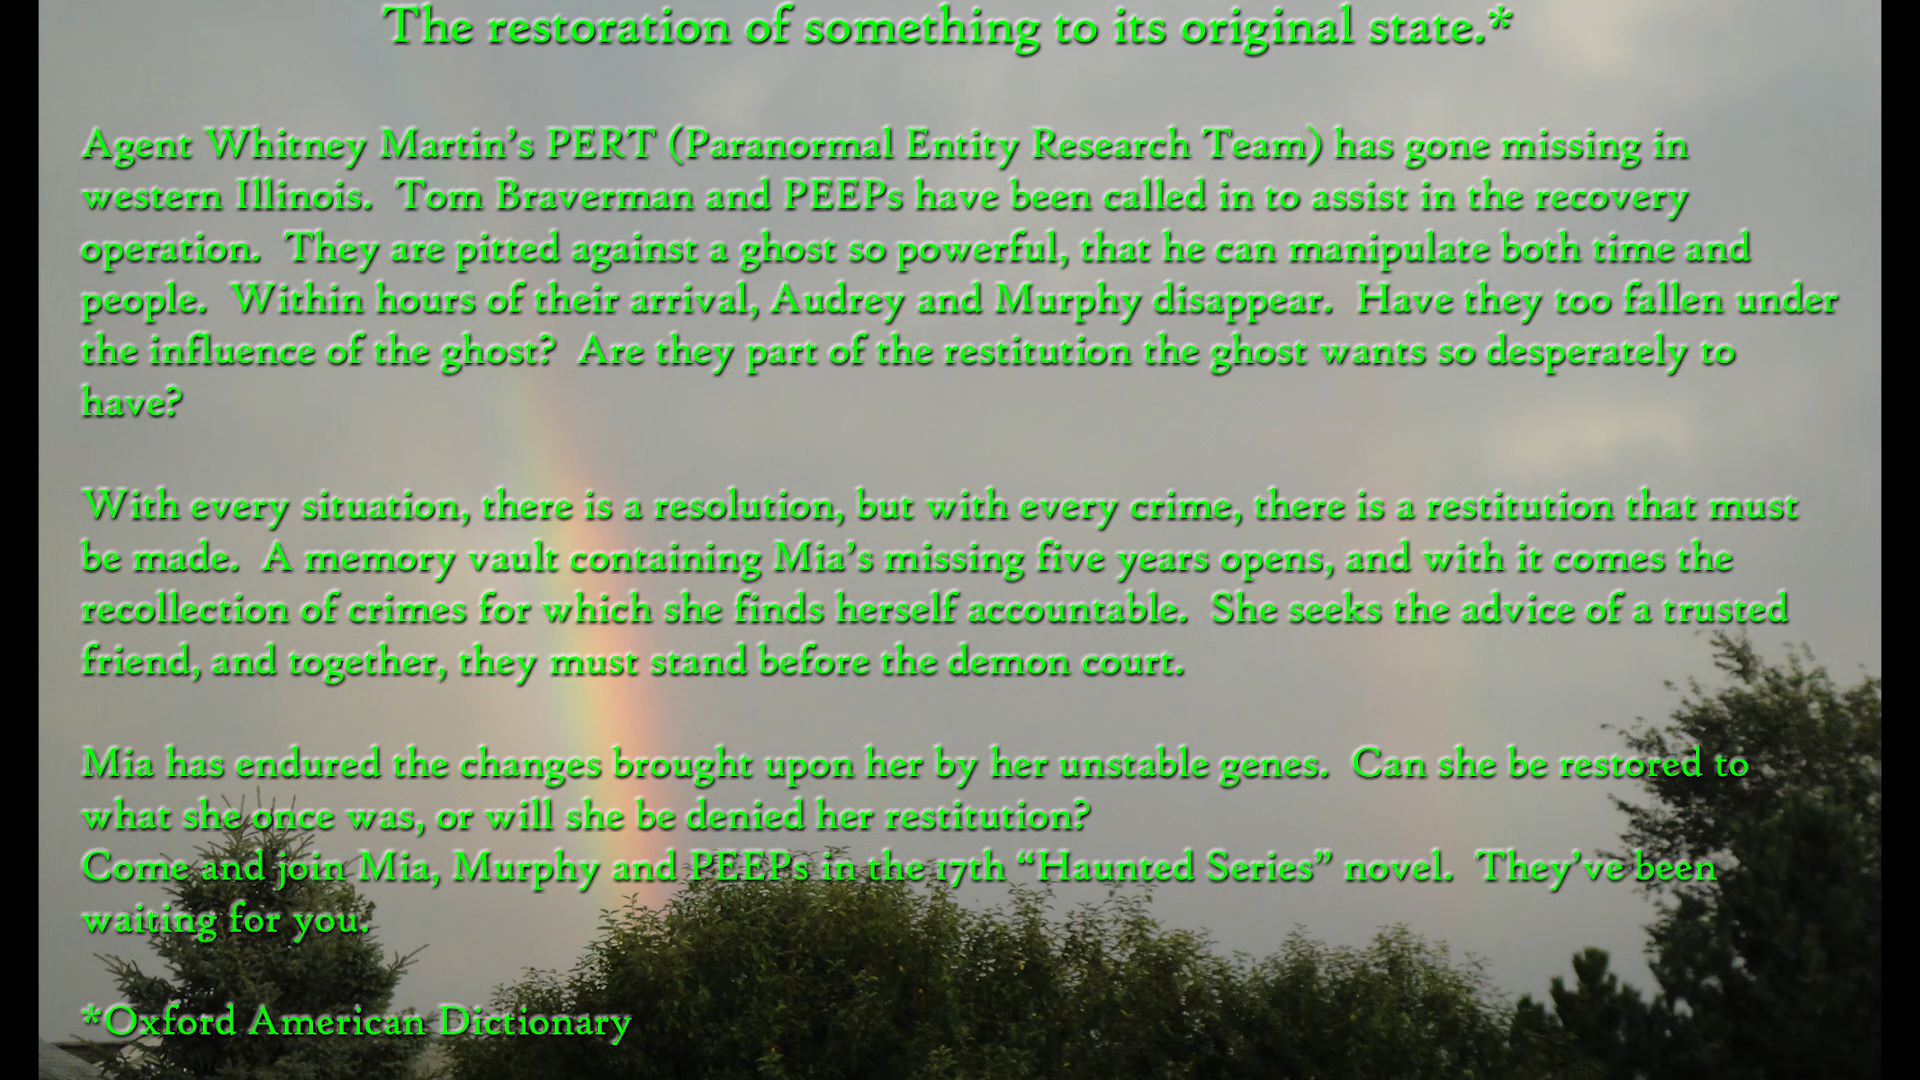 The restoration of something to its original state.*
Agent Whitney Martin’s PERT (Paranormal Entity Research Team) has gone missing in
western Illinois. Tom Braverman and PEEPs have been called in to assist in the recovery
operation. They are pitted against a ghost so powerful, that he can manipulate both time and
people. Within hours of their arrival, Audrey and Murphy disappear. Have they too fallen under
the influence of the ghost? Are they part of the restitution the ghost wants so desperately to
have?
With every situation, there is a resolution, but with every crime, there is a restitution that must
be made. A memory vault containing Mia’s missing five years opens, and with it comes the
recollection of crimes for which she finds herself accountable. She seeks the advice of a trusted
friend, and together, they must stand before the demon court.
Mia has endured the changes brought upon her by her unstable genes. Can she be restored to
what she once was, or will she be denied her restitution?
Come and join Mia, Murphy and PEEPs in the 17th “Haunted Series” novel. They’ve been
waiting for you.
*Oxford American Dictionary